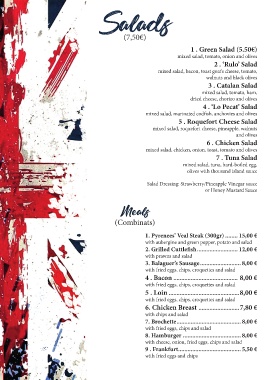 Salads
(7,50€)
1 . Green Salad (5.50€)
mixed salad, tomato, onion and olives
2 . 'Rulo' Salad
mixed salad, bacon, toast goat's cheese, tomato,
walnuts and black olives
3 . Catalan Salad
mixed salad, tomato, ham,
dried cheese, chorizo and olives
4 . 'Lo Pecat' Salad
mixed salad, marinated codfish, anchovies and olives
5 . Roquefort Cheese Salad
mixed salad, roquefort cheese, pineapple, walnuts
and olives
6 . Chicken Salad
mixed salad, chicken, onion, toast, tomato and olives
7 . Tuna Salad
mixed salad, tuna, hard-boiled egg,
olives with thousand island sauce
Salad Dressing: Strawberry/Pineapple Vinegar sauce
or Honey Mustard Sauce
Meals
(Combinats)
1. Pyrenees' Veal Steak (300gr) ........ 15,00 €
with aubergine and green pepper, potato and salad
2. Grilled Cuttlefish ........ 12,00 €
with prawns and salad
3. Balaguer's Sausage ........ 8,00 €
with fried eggs, chips, croquettes and salad
4 . Bacon ........ 8,00 €
with fried eggs, chips, croquettes and salad
5 . Loin ........ 8,00 €
with fried eggs, chips, croquettes and salad
6. Chicken Breast ........ 7,80 €
with chips and salad
7. Brochette ........ 8,00 €
with fried eggs, chips and salad
8. Hamburger ........ 8,00 €
with cheese, onion, fried eggs, chips and salad
9 . Frankfurt ........ 5,50 €
with fried eggs and chips